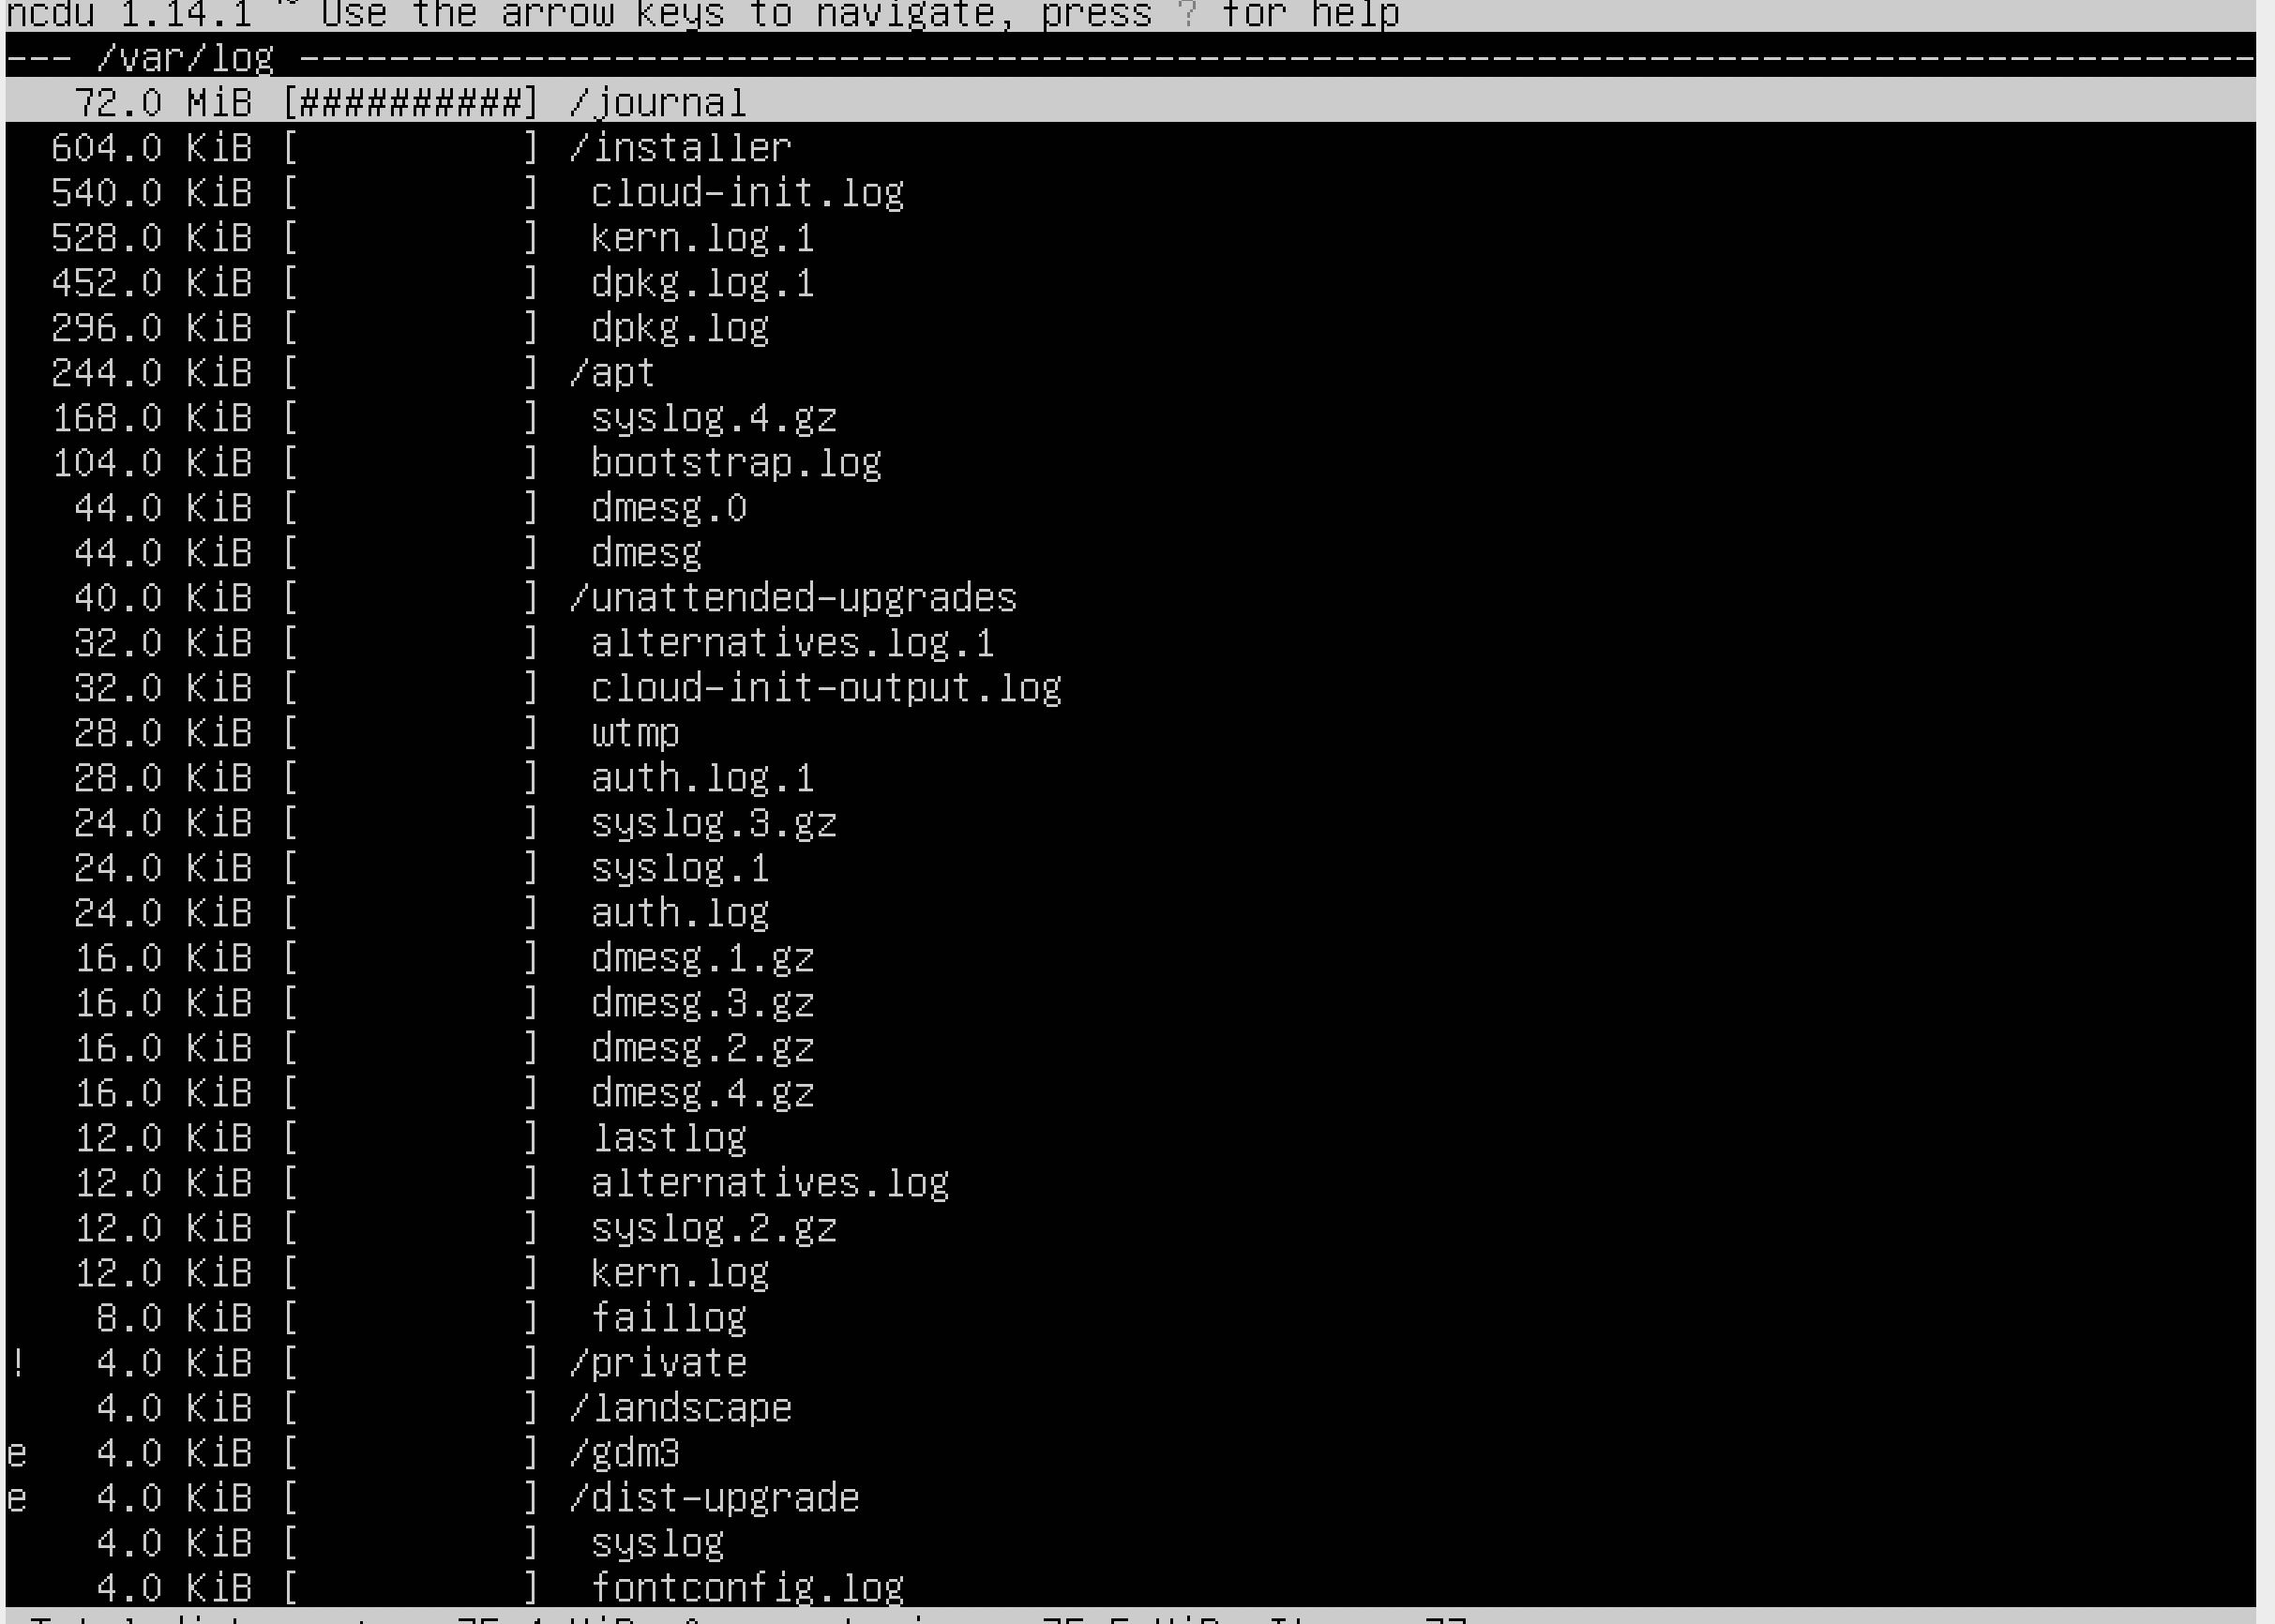 ncdu 1.14.1 ~ Use the arrow keys to navigate, press ? for help
--- /var/log ---------------------------------------------------------------------------------------
72.0 MiB [##########] /journal
604.0 KiB [          ] /installer
540.0 KiB [          ]  cloud-init.log
528.0 KiB [          ]  kern.log.1
452.0 KiB [          ]  dpkg.log.1
296.0 KiB [          ]  dpkg.log
244.0 KiB [          ] /apt
168.0 KiB [          ]  syslog.4.gz
104.0 KiB [          ]  bootstrap.log
44.0 KiB [          ]  dmesg.0
44.0 KiB [          ]  dmesg
40.0 KiB [          ] /unattended-upgrades
32.0 KiB [          ]  alternatives.log.1
32.0 KiB [          ]  cloud-init-output.log
28.0 KiB [          ]  wtmp
28.0 KiB [          ]  auth.log.1
24.0 KiB [          ]  syslog.3.gz
24.0 KiB [          ]  syslog.1
24.0 KiB [          ]  auth.log
16.0 KiB [          ]  dmesg.1.gz
16.0 KiB [          ]  dmesg.3.gz
16.0 KiB [          ]  dmesg.2.gz
16.0 KiB [          ]  dmesg.4.gz
12.0 KiB [          ]  lastlog
12.0 KiB [          ]  alternatives.log
12.0 KiB [          ]  syslog.2.gz
12.0 KiB [          ]  kern.log
8.0 KiB [          ]  faillog
! 4.0 KiB [          ] /private
4.0 KiB [          ] /landscape
e 4.0 KiB [          ] /gdm3
e 4.0 KiB [          ] /dist-upgrade
4.0 KiB [          ]  syslog
4.0 KiB [          ]  fontconfig.log